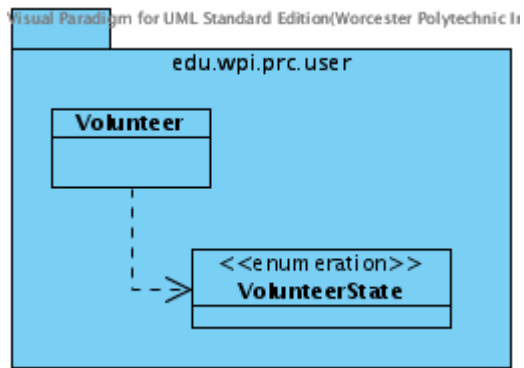 Visual Paradigm for UML Standard Edition(Worcester Polytechnic
edu.wpi.prc.user
Volunteer
<<enumeration>>
VolunteerState